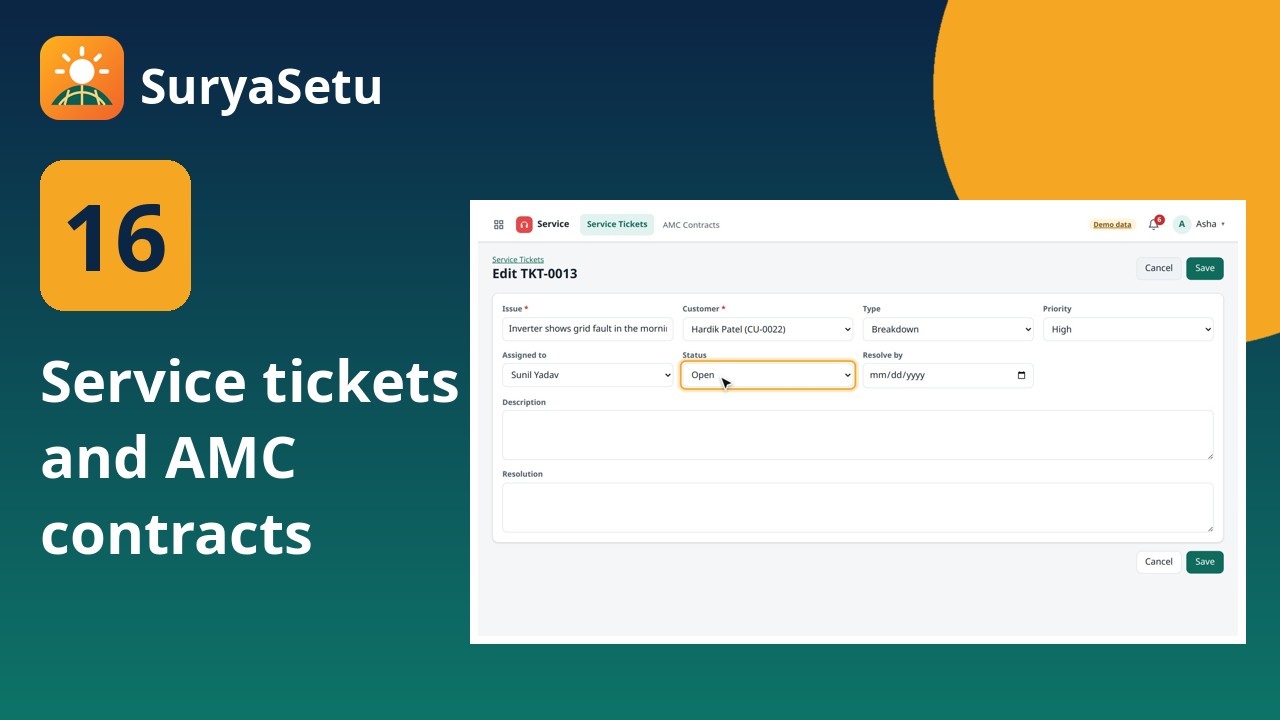 SuryaSetu
16
Service tickets
and AMC
contracts
Service
Service Tickets
AMC Contracts
Demo data
6
A
Asha
Service Tickets
Edit TKT-0013
Cancel
Save
Issue *
Customer *
Type
Priority
Inverter shows grid fault in the morni
Hardik Patel (CU-0022)
Breakdown
High
Assigned to
Status
Resolve by
Sunil Yadav
Open
mm/dd/yyyy
Description
Resolution
Cancel
Save